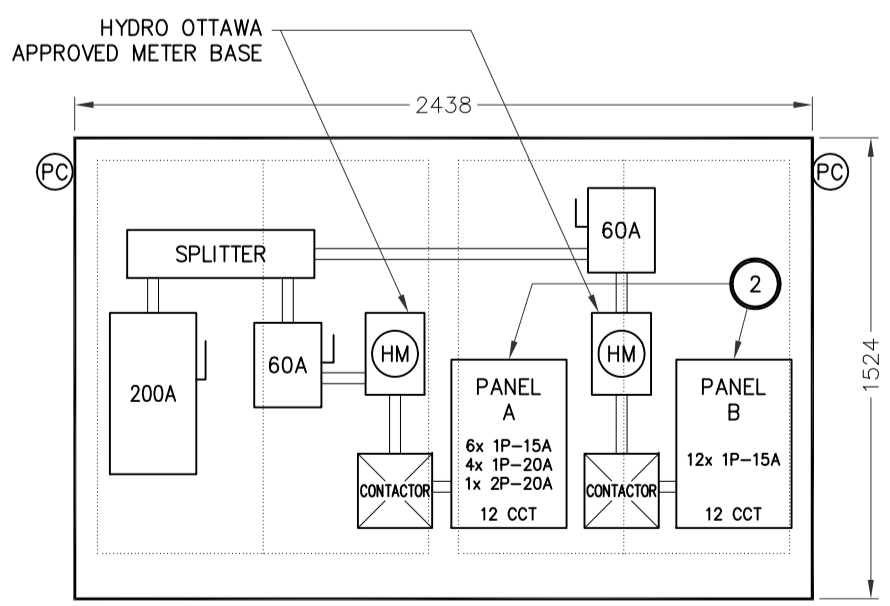 HYDRO OTTAWA
APPROVED METER BASE
2438
PC
PC
60A
SPLITTER
2
HM
HM
60A
200A
1524
PANEL
A
6x 1P-15A
4x 1P-20A
1x 2P-20A
12 CCT
PANEL
B
12x 1P-15A
12 CCT
CONTACTOR
CONTACTOR